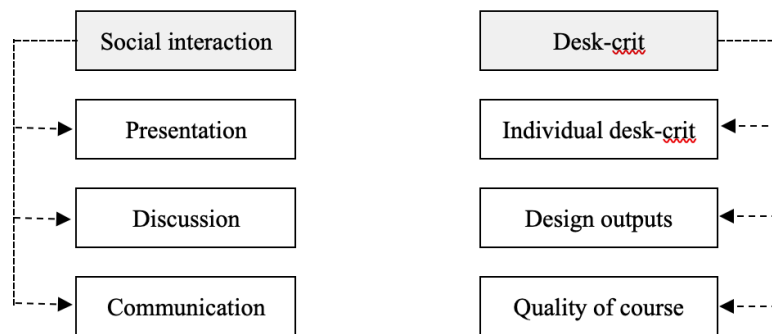 Social interaction
Presentation
Discussion
Communication
Desk-crit
Individual desk-crit
Design outputs
Quality of course